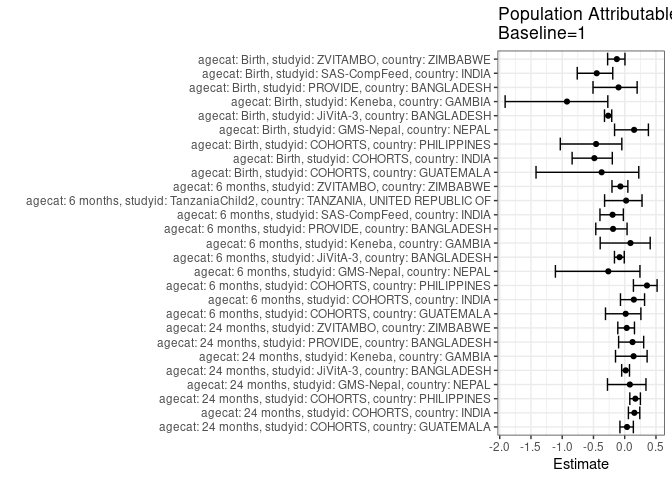 Population Attributable
Baseline=1
agecat: Birth, studyid: ZVITAMBO, country: ZIMBABWE
agecat: Birth, studyid: SAS-CompFeed, country: INDIA
agecat: Birth, studyid: PROVIDE, country: BANGLADESH
agecat: Birth, studyid: Keneba, country: GAMBIA
agecat: Birth, studyid: JiVitA-3, country: BANGLADESH
agecat: Birth, studyid: GMS-Nepal, country: NEPAL
agecat: Birth, studyid: COHORTS, country: PHILIPPINES
agecat: Birth, studyid: COHORTS, country: INDIA
agecat: Birth, studyid: COHORTS, country: GUATEMALA
agecat: 6 months, studyid: ZVITAMBO, country: ZIMBABWE
agecat: 6 months, studyid: TanzaniaChild2, country: TANZANIA, UNITED REPUBLIC OF
agecat: 6 months, studyid: SAS-CompFeed, country: INDIA
agecat: 6 months, studyid: PROVIDE, country: BANGLADESH
agecat: 6 months, studyid: Keneba, country: GAMBIA
agecat: 6 months, studyid: JiVitA-3, country: BANGLADESH
agecat: 6 months, studyid: GMS-Nepal, country: NEPAL
agecat: 6 months, studyid: COHORTS, country: PHILIPPINES
agecat: 6 months, studyid: COHORTS, country: INDIA
agecat: 6 months, studyid: COHORTS, country: GUATEMALA
agecat: 24 months, studyid: ZVITAMBO, country: ZIMBABWE
agecat: 24 months, studyid: PROVIDE, country: BANGLADESH
agecat: 24 months, studyid: Keneba, country: GAMBIA
agecat: 24 months, studyid: JiVitA-3, country: BANGLADESH
agecat: 24 months, studyid: GMS-Nepal, country: NEPAL
agecat: 24 months, studyid: COHORTS, country: PHILIPPINES
agecat: 24 months, studyid: COHORTS, country: INDIA
agecat: 24 months, studyid: COHORTS, country: GUATEMALA
-2.0 -1.5 -1.0 -0.5 0.0 0.5
Estimate